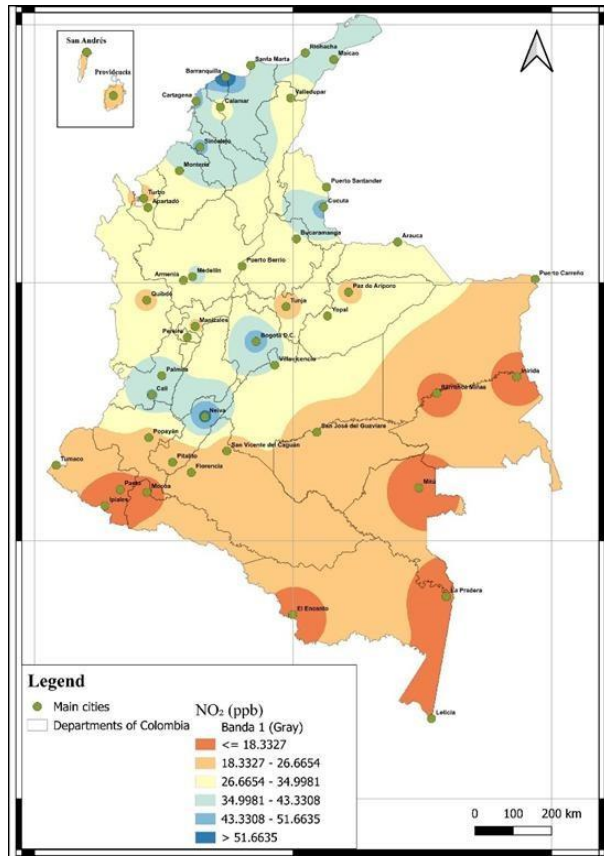 San Andrés
Providencia
Santa Marta
Riohacha
Maicao
Barranquilla
Cartagena
Calamar
Valledupar
Sincelejo
Montería
Puerto Santander
Cucuta
Turbo
Apartadó
Bucaramanga
Arauca
Puerto Berrío
Medellín
Armenia
Puerto Carreño
Quibdó
Paz de Ariporo
Tunja
Yopal
Manizales
Pereira
Bogotá D.C.
Villavicencio
Palmira
Cali
Inirida
Barranco Minas
Neiva
Popayán
San José del Guaviare
San Vicente del Caguán
Tumaco
Pitalito
Florencia
Pasto
Mocoa
Ipiales
Mitú
La Pradera
El Encanto
Leticia
Legend
Main cities
Departments of Colombia
NO₂ (ppb)
Banda 1 (Gray)
<= 18.3327
18.3327 - 26.6654
26.6654 - 34.9981
34.9981 - 43.3308
43.3308 - 51.6635
> 51.6635
0 100 200 km